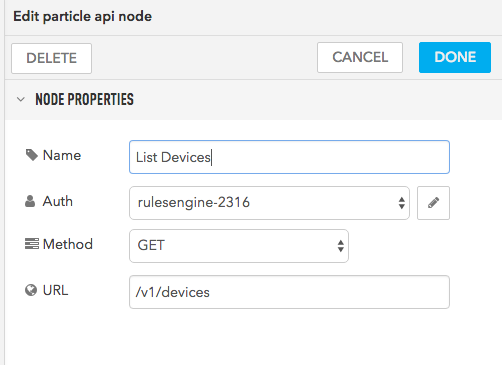 Edit particle api node
DELETE CANCEL DONE
NODE PROPERTIES
Name List Devices
Auth rulesengine-2316
Method GET
URL /v1/devices